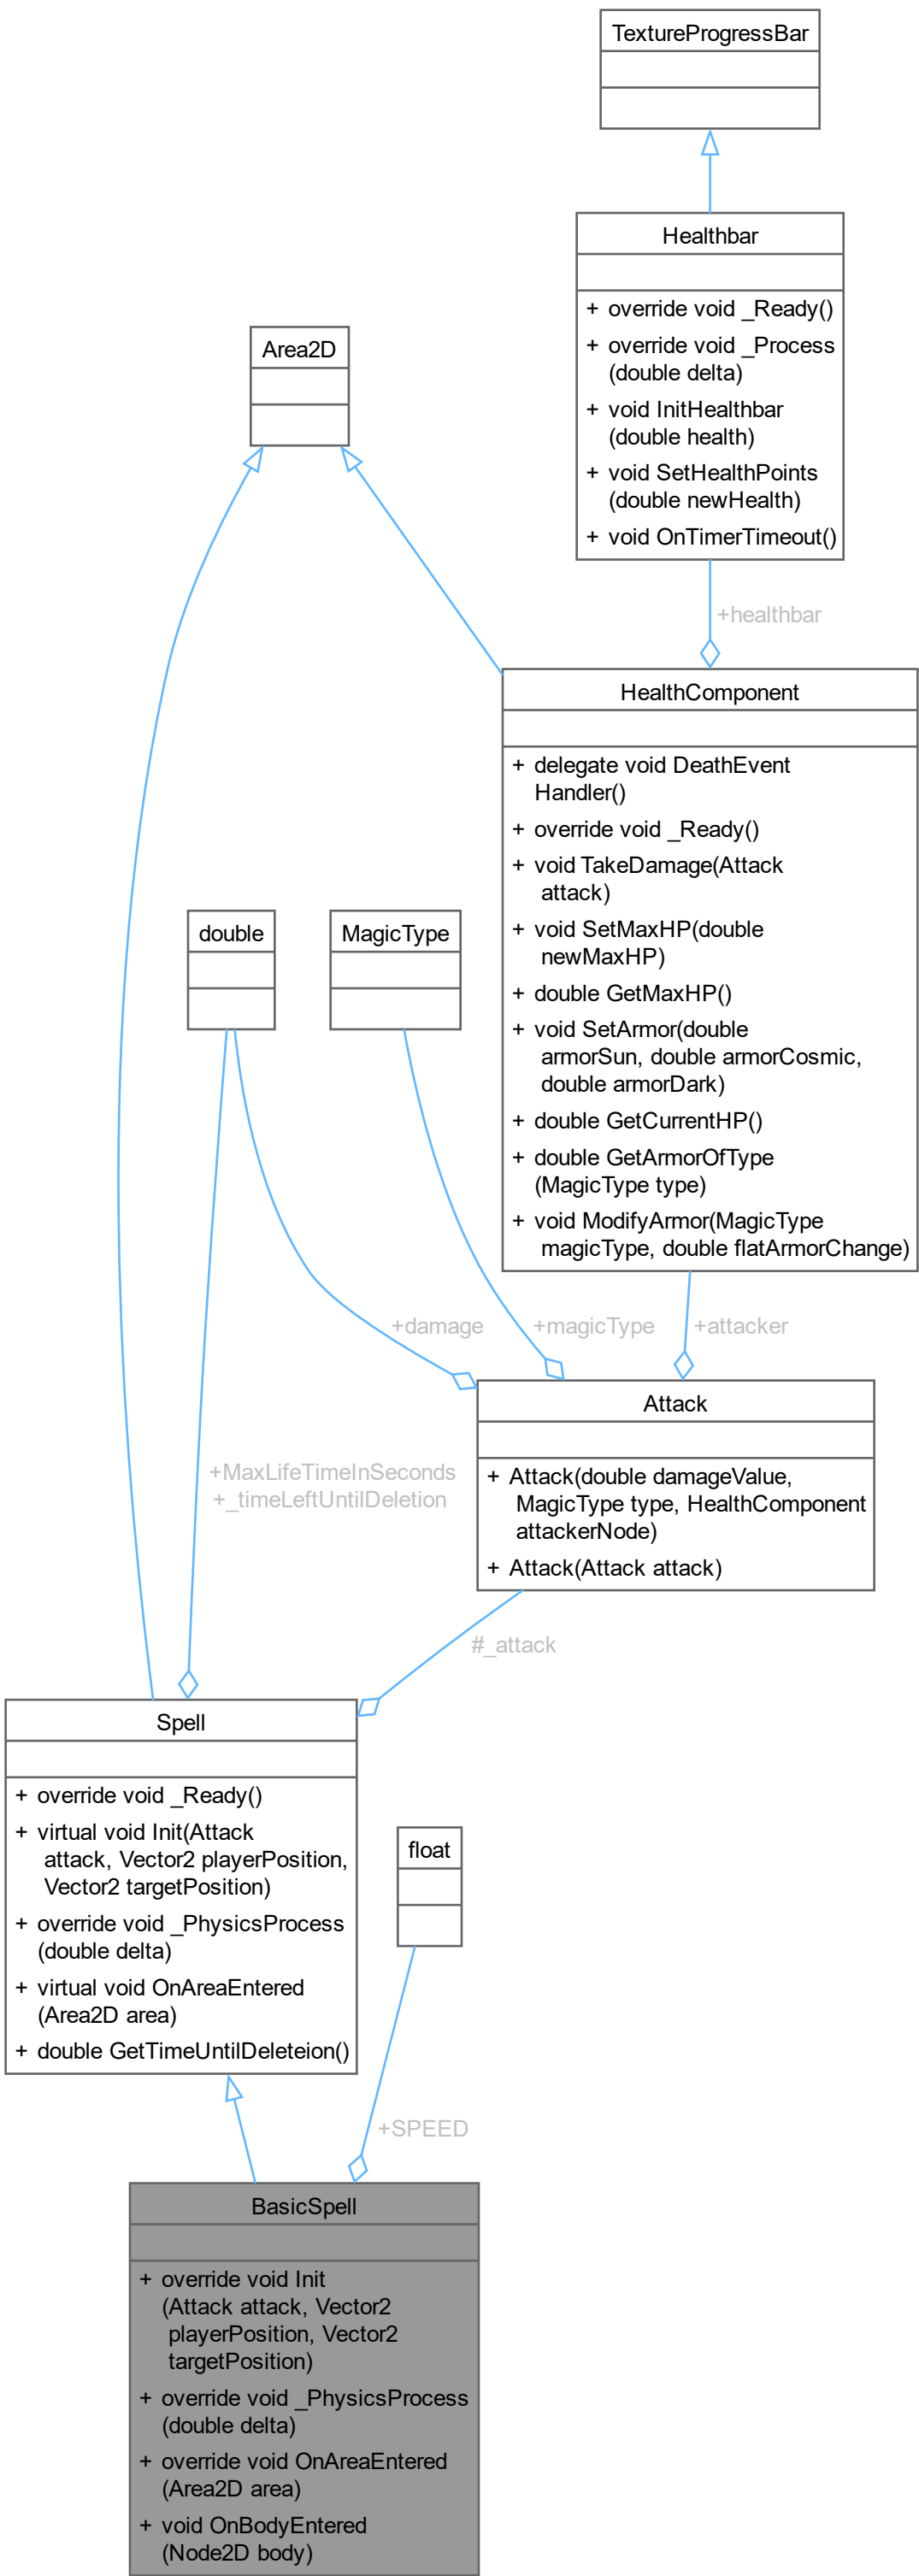 TextureProgressBar
Healthbar
+ override void _Ready()
+ override void _Process
(double delta)
+ void InitHealthbar
(double health)
+ void SetHealthPoints
(double newHealth)
+ void OnTimerTimeout()
Area2D
+healthbar
HealthComponent
+ delegate void DeathEvent
Handler()
+ override void _Ready()
+ void TakeDamage(Attack
attack)
+ void SetMaxHP(double
newMaxHP)
+ double GetMaxHP()
+ void SetArmor(double
armorSun, double armorCosmic,
double armorDark)
+ double GetCurrentHP()
+ double GetArmorOfType
(MagicType type)
+ void ModifyArmor(MagicType
magicType, double flatArmorChange)
double
MagicType
+damage
+magicType
+attacker
Attack
+ Attack(double damageValue,
MagicType type, HealthComponent
attackerNode)
+ Attack(Attack attack)
+MaxLifeTimeInSeconds
+_timeLeftUntilDeletion
#_attack
Spell
+ override void _Ready()
+ virtual void Init(Attack
attack, Vector2 playerPosition,
Vector2 targetPosition)
+ override void _PhysicsProcess
(double delta)
+ virtual void OnAreaEntered
(Area2D area)
+ double GetTimeUntilDeleteion()
float
+SPEED
BasicSpell
+ override void Init
(Attack attack, Vector2
playerPosition, Vector2
targetPosition)
+ override void _PhysicsProcess
(double delta)
+ override void OnAreaEntered
(Area2D area)
+ void OnBodyEntered
(Node2D body)